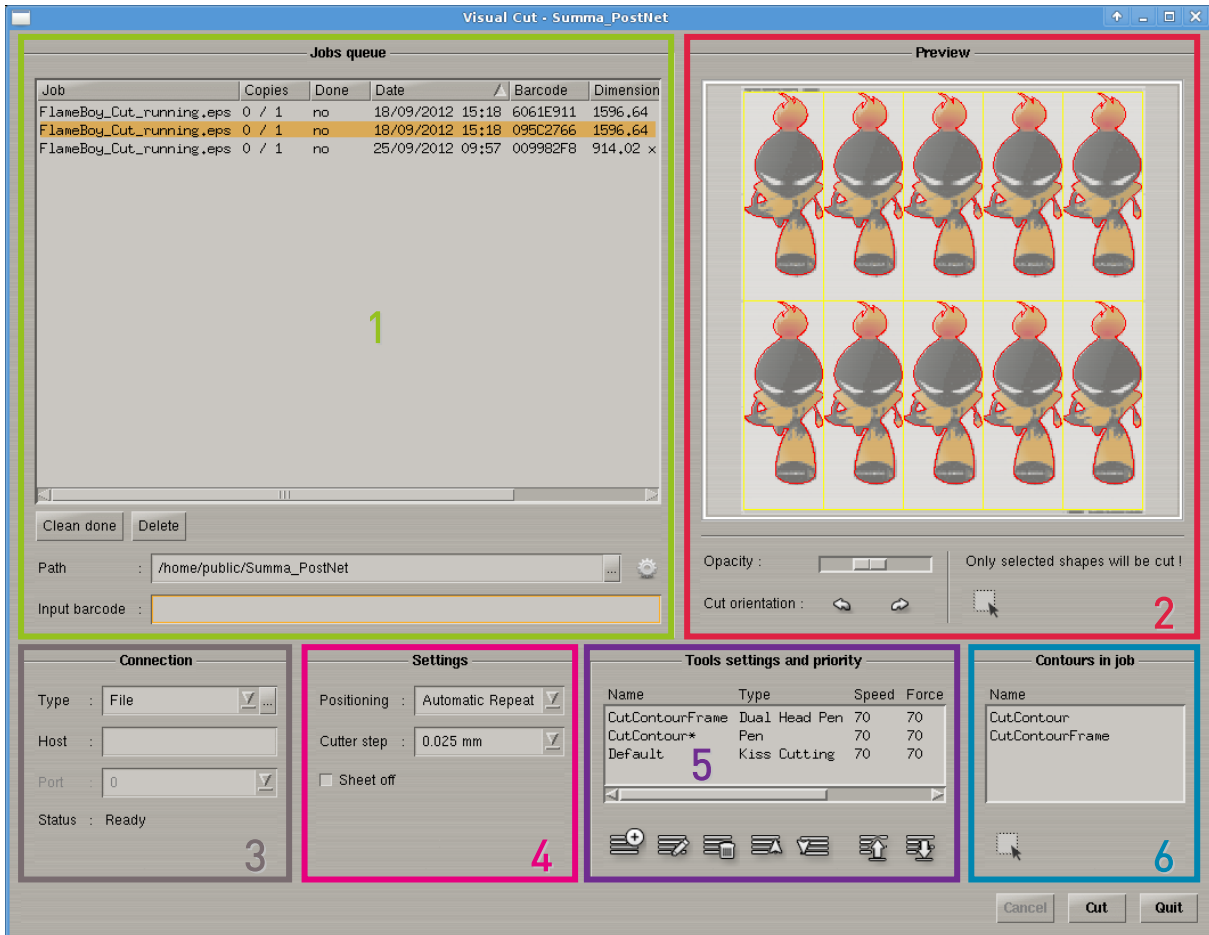 Visual Cut - Summa_PostNet
Jobs queue
Job Copies Done Date Barcode Dimension
FlameBoy_Cut_running.eps 0 / 1 no 18/09/2012 15:18 6061E911 1596.64
FlameBoy_Cut_running.eps 0 / 1 no 18/09/2012 15:18 095C2766 1596.64
FlameBoy_Cut_running.eps 0 / 1 no 25/09/2012 09:57 009982F8 914.02 ×
1
Clean done Delete
Path : /home/public/Summa_PostNet ...
Input barcode :
Preview
Opacity :
Only selected shapes will be cut !
Cut orientation :
2
Connection
Type : File ...
Host :
Port : 0
Status : Ready
3
Settings
Positioning : Automatic Repeat
Cutter step : 0.025 mm
Sheet off
4
Tools settings and priority
Name Type Speed Force
CutContourFrame Dual Head Pen 70 70
CutContour* Pen 70 70
Default Kiss Cutting 70 70
5
Contours in job
Name
CutContour
CutContourFrame
6
Cancel Cut Quit